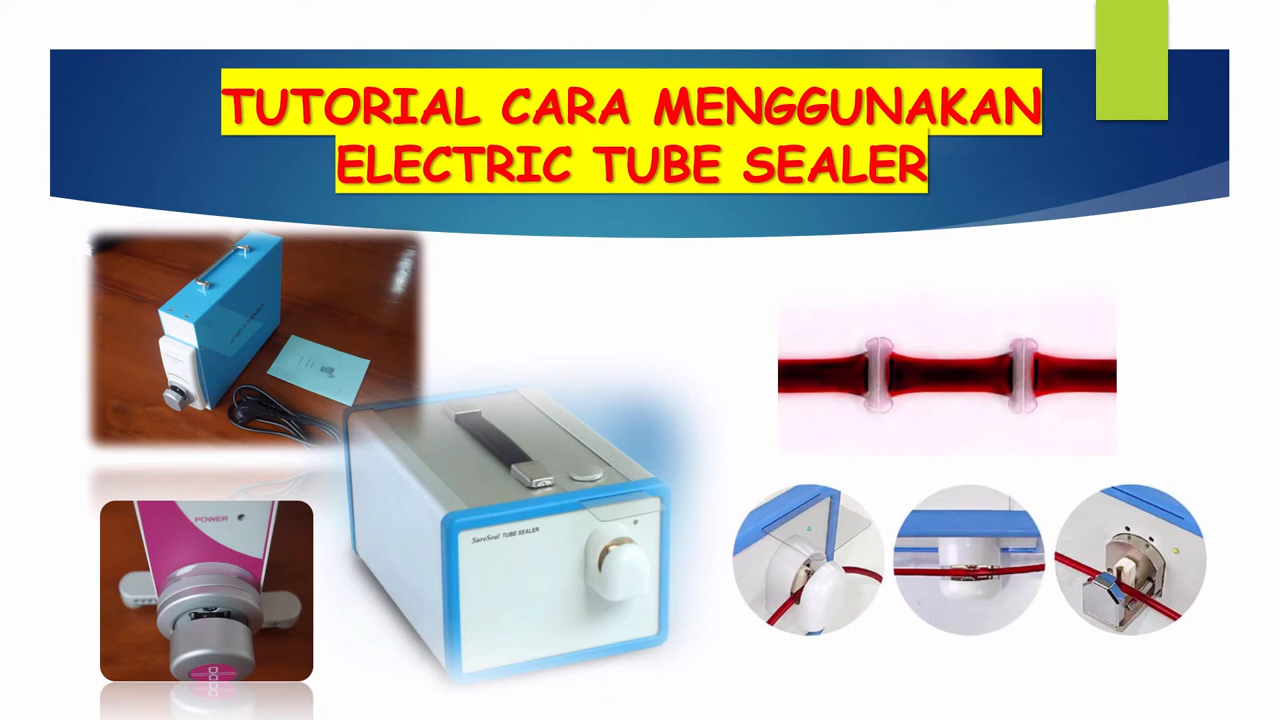 TUTORIAL CARA MENGGUNAKAN
ELECTRIC TUBE SEALER
POWER
SureSeal TUBE SEALER